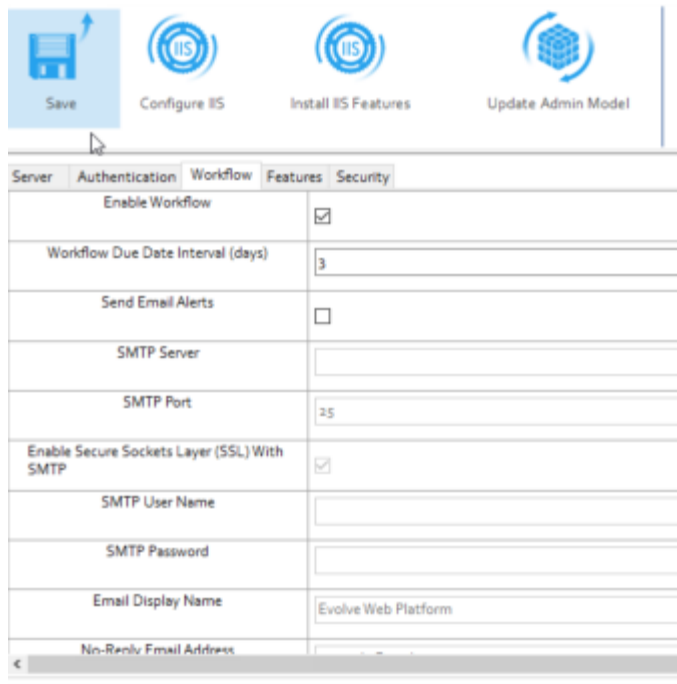 IIS
IIS
Save
Configure IIS
Install IIS Features
Update Admin Model
Server
Authentication
Workflow
Features
Security
Enable Workflow
Workflow Due Date Interval (days)
3
Send Email Alerts
SMTP Server
SMTP Port
25
Enable Secure Sockets Layer (SSL) With
SMTP
SMTP User Name
SMTP Password
Email Display Name
Evolve Web Platform
No-Reply Email Address